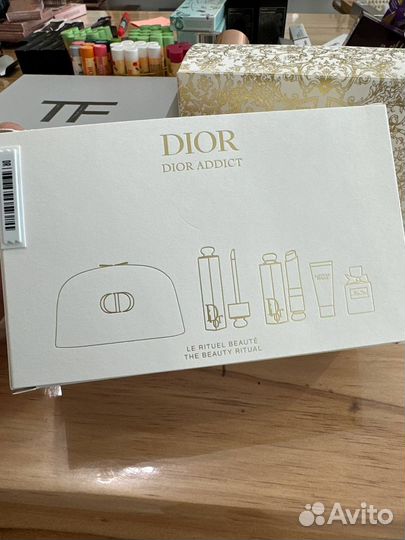 TF
DIOR
DIOR ADDICT
LE RITUEL BEAUTÉ
THE BEAUTY RITUAL
Avito